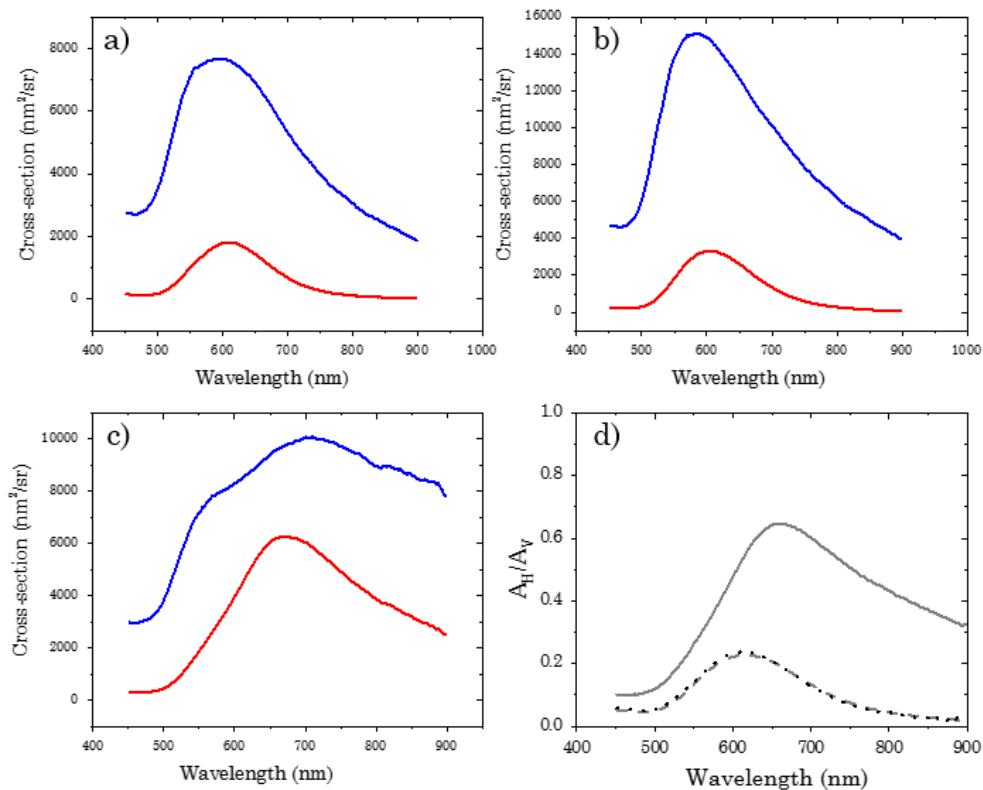 a)
Cross-section (nm²/sr)
8000
6000
4000
2000
0
400 500 600 700 800 900 1000
Wavelength (nm)
b)
Cross-section (nm²/sr)
16000
14000
12000
10000
8000
6000
4000
2000
0
400 500 600 700 800 900 1000
Wavelength (nm)
c)
Cross-section (nm²/sr)
10000
8000
6000
4000
2000
0
400 500 600 700 800 900
Wavelength (nm)
d)
A_H/A_V
1.0
0.8
0.6
0.4
0.2
0.0
400 500 600 700 800 900
Wavelength (nm)